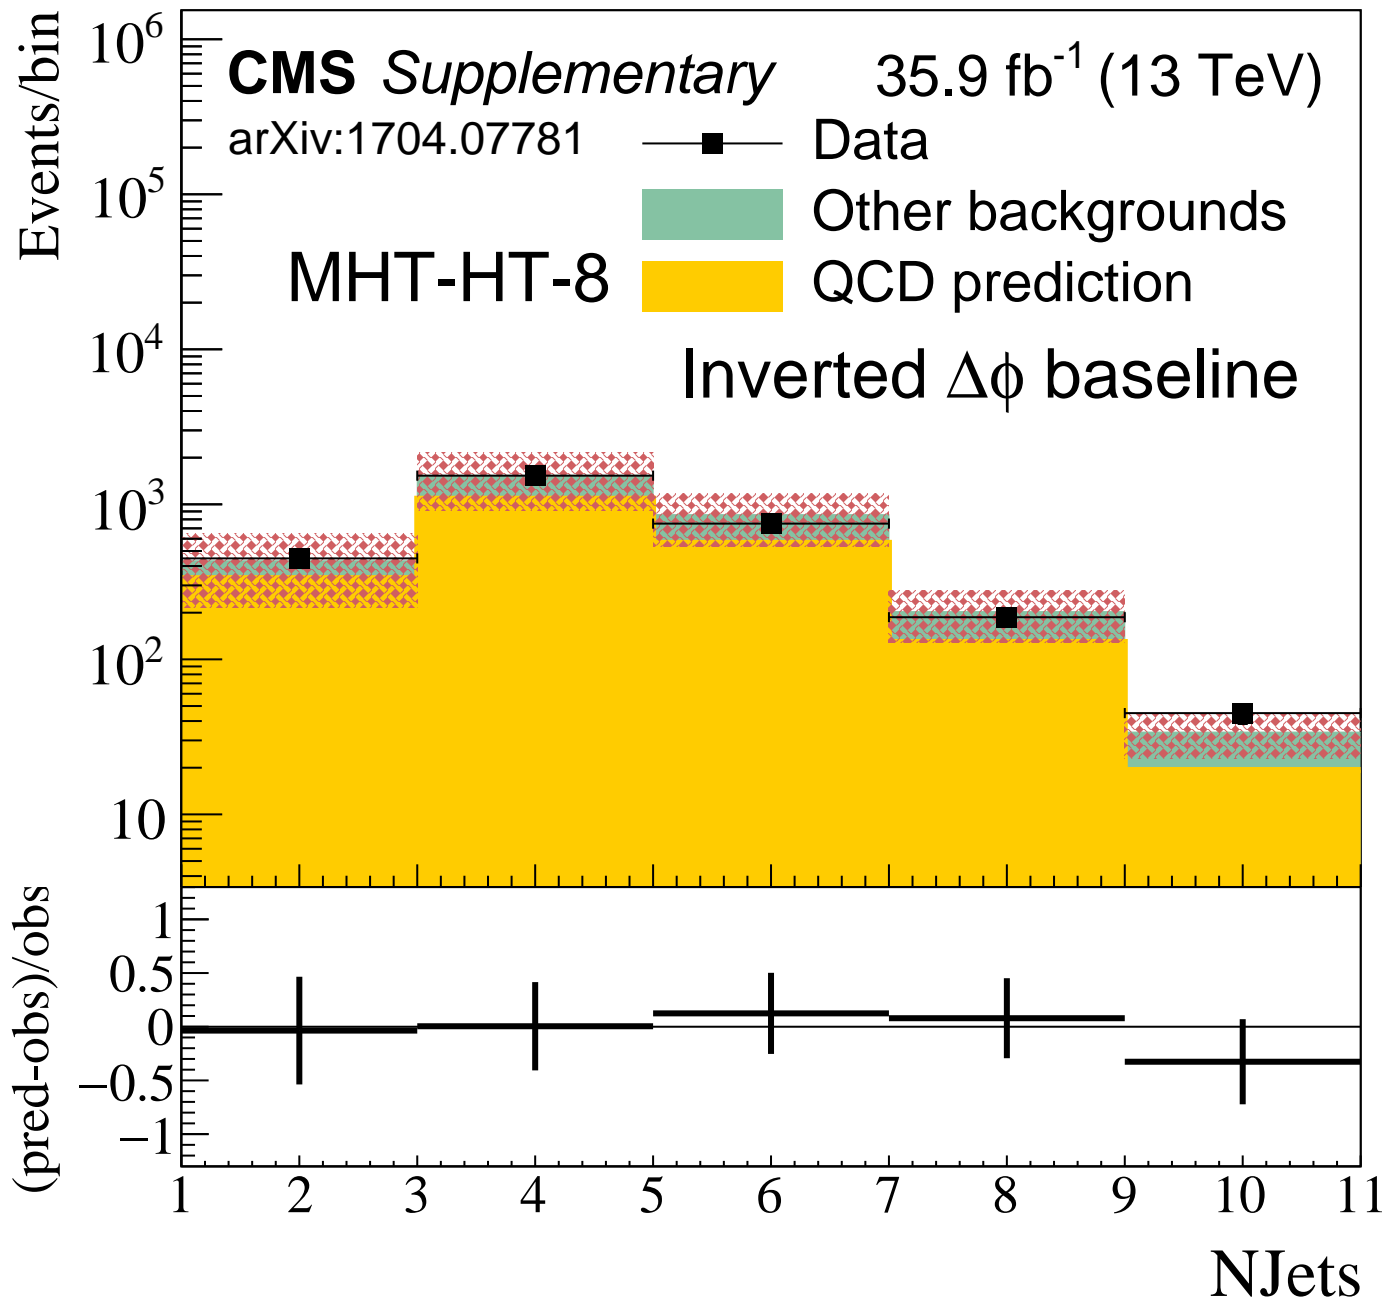 Events/bin
10^6
10^5
10^4
10^3
10^2
10
CMS Supplementary
35.9 fb^-1 (13 TeV)
arXiv:1704.07781
Data
Other backgrounds
QCD prediction
MHT-HT-8
Inverted Δϕ baseline
(pred-obs)/obs
1
0.5
0
−0.5
−1
1 2 3 4 5 6 7 8 9 10 11
NJets